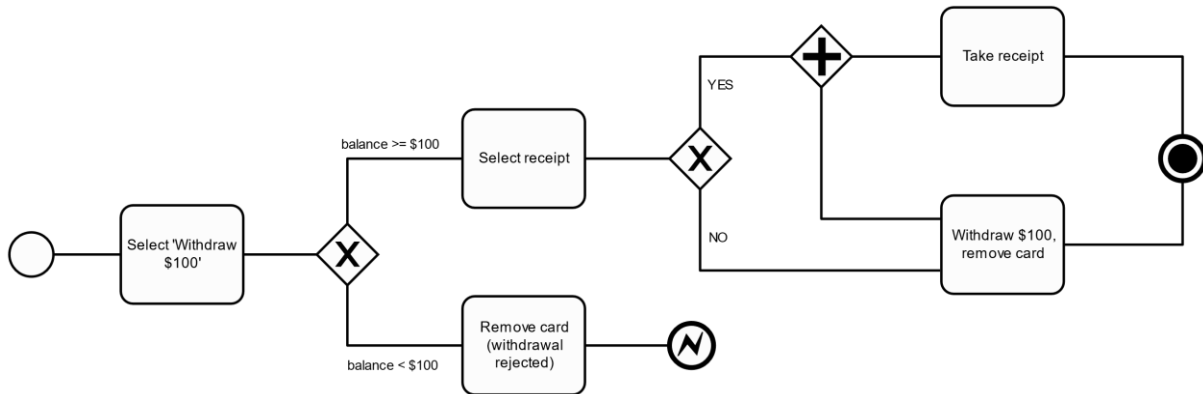 Take receipt
YES
balance >= $100
Select receipt
X
NO
Select 'Withdraw
$100'
X
Withdraw $100,
remove card
Remove card
(withdrawal
rejected)
balance < $100